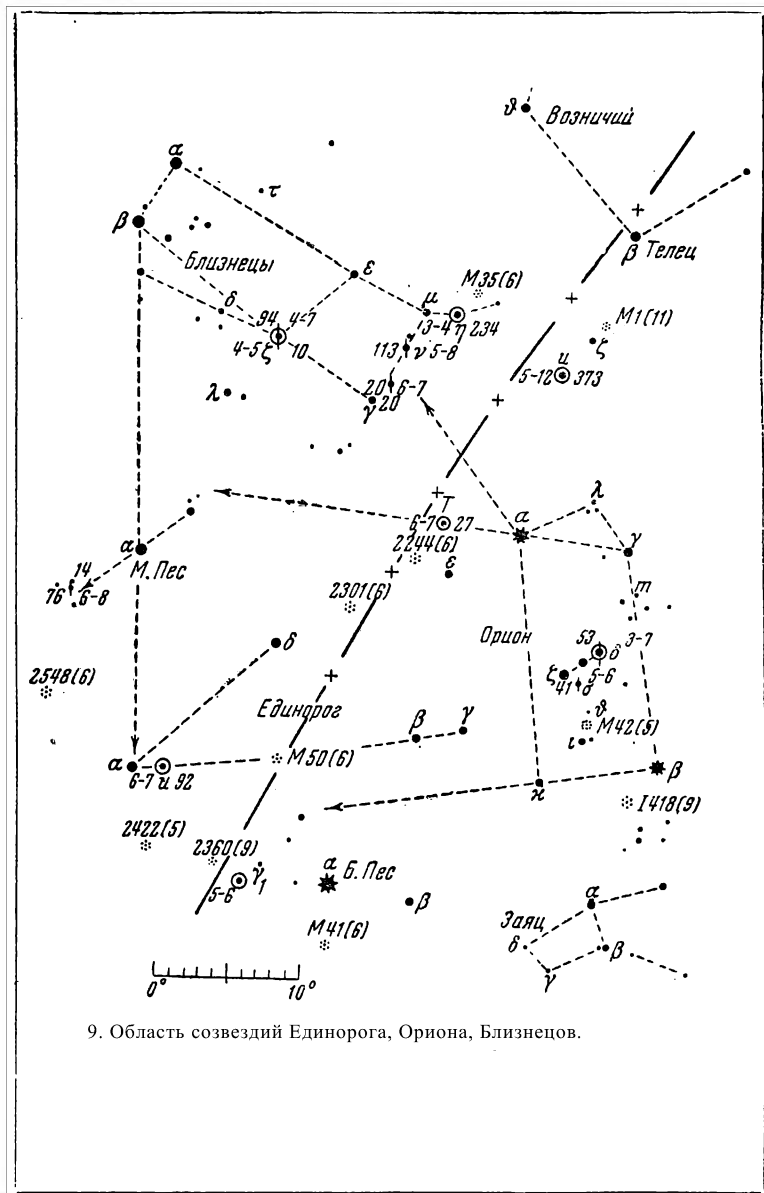 ϑ Возничий
α
τ
β
β Телец
Близнецы
ε
M35(6)
δ
μ
94 4-7
3-4 η 234
M1(11)
4-5 ζ 10
113 ν 5-8
ζ
и
5-12 373
λ
20 6-7
γ 20
λ
T
α
6-7 27
γ
2244(6)
α
М. Пес
ε
14
76 6-8
2301(6)
m
Орион
53 3-7
δ
δ
ζ 5-6
41 σ
2548(6)
Единорог
β γ
ϑ
M42(5)
ι
M50(6)
α
6-7 и 92
β
ϰ
I418(9)
2422(5)
2360(9)
γ1
α Б. Пес
5-6
β
α
Заяц
M41(6)
δ
β
γ
0° 10°
9. Область созвездий Единорога, Ориона, Близнецов.